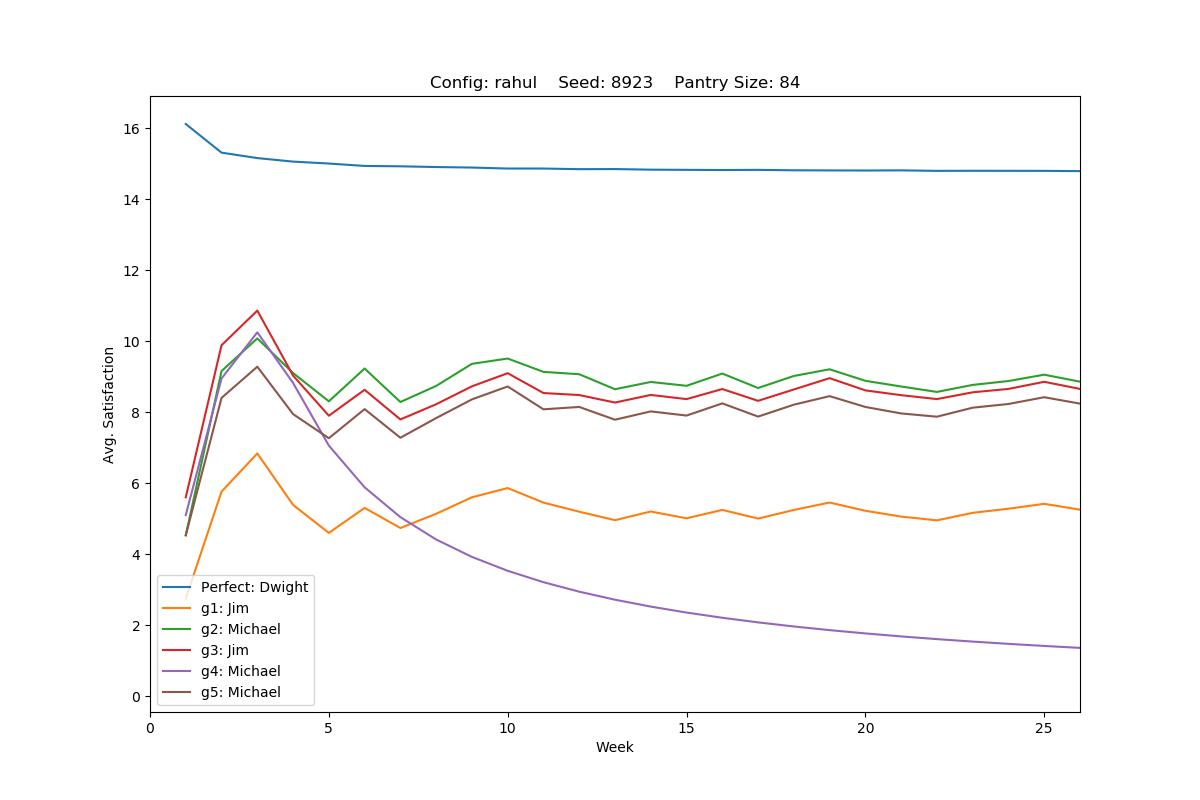 Config: rahul    Seed: 8923    Pantry Size: 84
16
14
12
10
8
6
4
2
0
Avg. Satisfaction
Perfect: Dwight
g1: Jim
g2: Michael
g3: Jim
g4: Michael
g5: Michael
0 5 10 15 20 25
Week